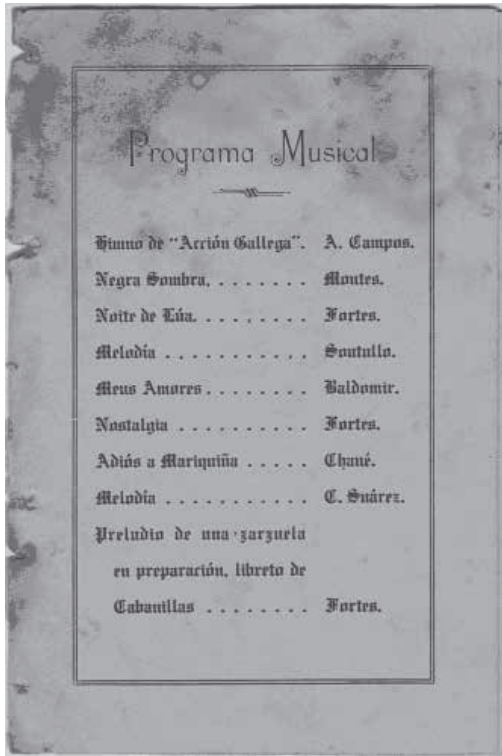 Programa Musical
Himno de "Acción Gallega". A. Campos.
Negra Sombra. . . . . . . . Montes.
Noite de Lúa. . . . . . . . . Fortes.
Melodía . . . . . . . . . . . Soutullo.
Meus Amores . . . . . . . . Baldomir.
Nostalgia . . . . . . . . . . Fortes.
Adiós a Mariquiña . . . . . Chané.
Melodía . . . . . . . . . . . C. Suárez.
Preludio de una zarzuela
en preparación, libreto de
Cabanillas . . . . . . . . Fortes.